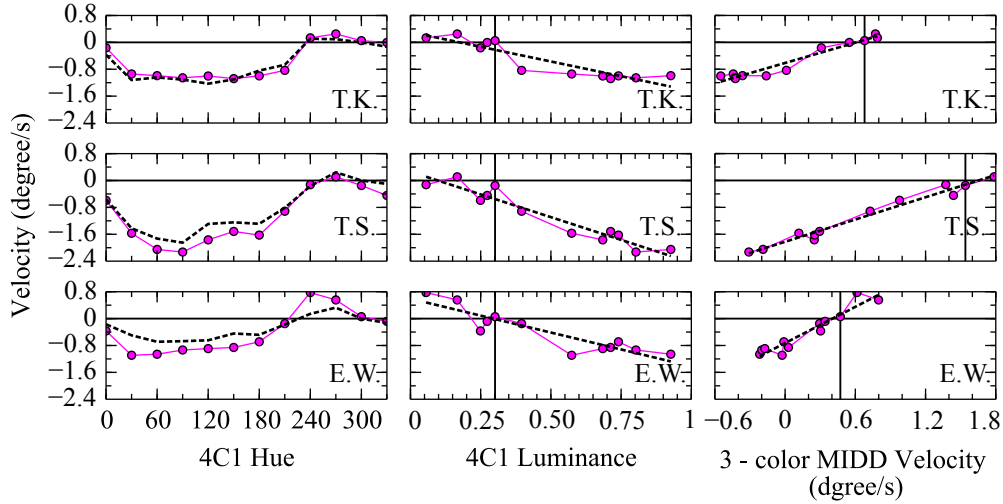 Velocity (degree/s)
0.8
0
−0.8
−1.6
−2.4
T.K.
T.K.
T.K.
0.8
0
−0.8
−1.6
−2.4
T.S.
T.S.
T.S.
0.8
0
−0.8
−1.6
−2.4
E.W.
E.W.
E.W.
0 60 120 180 240 300
0 0.25 0.50 0.75 1
−0.6 0 0.6 1.2 1.8
4C1 Hue
4C1 Luminance
3 - color MIDD Velocity
(dgree/s)